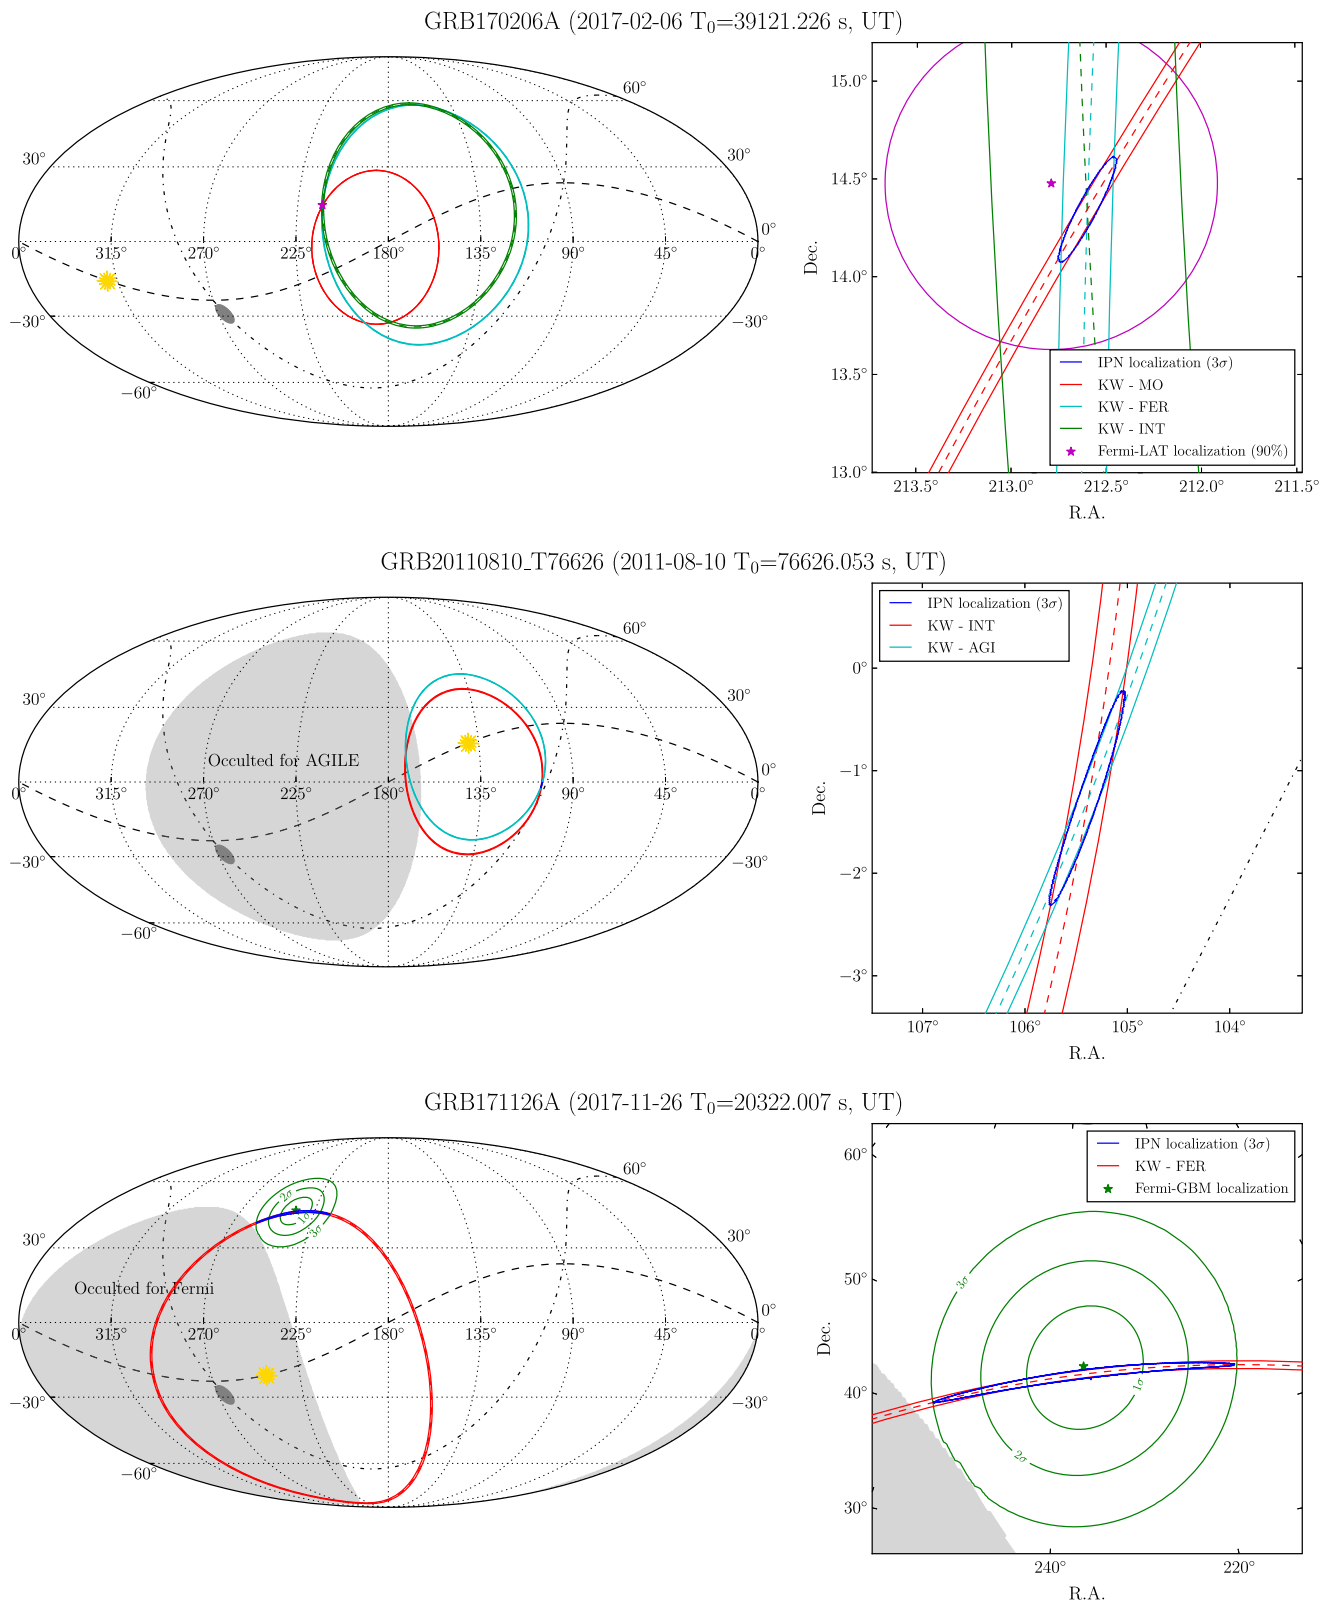 GRB170206A (2017-02-06 T₀=39121.226 s, UT)
60°
30°
30°
0°
0°
315°
270°
225°
180°
135°
90°
45°
0°
−30°
−30°
−60°
15.0°
14.5°
14.0°
13.5°
13.0°
Dec.
213.5°
213.0°
212.5°
212.0°
211.5°
R.A.
IPN localization (3σ)
KW - MO
KW - FER
KW - INT
Fermi-LAT localization (90%)
GRB20110810_T76626 (2011-08-10 T₀=76626.053 s, UT)
60°
30°
30°
Occulted for AGILE
0°
0°
315°
270°
225°
180°
135°
90°
45°
0°
−30°
−30°
−60°
IPN localization (3σ)
KW - INT
KW - AGI
0°
−1°
−2°
−3°
Dec.
107°
106°
105°
104°
R.A.
GRB171126A (2017-11-26 T₀=20322.007 s, UT)
60°
2σ
1σ
3σ
30°
30°
Occulted for Fermi
0°
0°
315°
270°
225°
180°
135°
90°
45°
0°
−30°
−30°
−60°
IPN localization (3σ)
KW - FER
Fermi-GBM localization
60°
50°
40°
30°
Dec.
3σ
1σ
2σ
240°
220°
R.A.